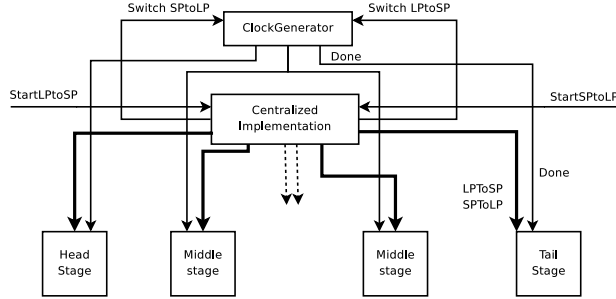 Switch SPtoLP
Switch LPtoSP
ClockGenerator
Done
StartLPtoSP
StartSPtoLP
Centralized
Implementation
Done
LPToSP
SPToLP
Head
Stage
Middle
stage
Middle
stage
Tail
Stage